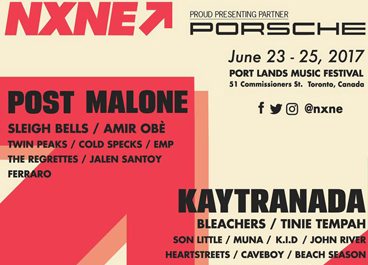 NXNE
PROUD PRESENTING PARTNER
PORSCHE
June 23 - 25, 2017
PORT LANDS MUSIC FESTIVAL
51 Commissioners St. Toronto, Canada
@nxne
POST MALONE
SLEIGH BELLS / AMIR OBÈ
TWIN PEAKS / COLD SPECKS / EMP
THE REGRETTES / JALEN SANTOY
FERRARO
KAYTRANADA
BLEACHERS / TINIE TEMPAH
SON LITTLE / MUNA / K.I.D / JOHN RIVER
HEARTSTREETS / CAVEBOY / BEACH SEASON